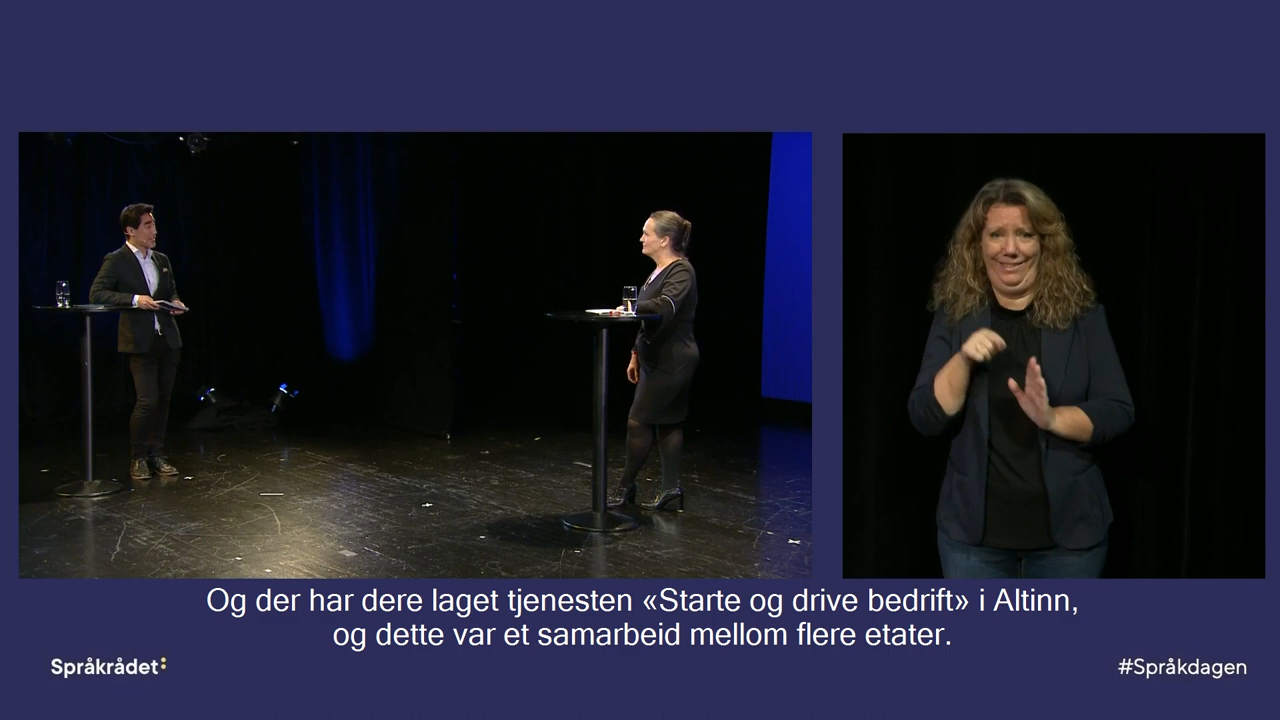 Og der har dere laget tjenesten «Starte og drive bedrift» i Altinn,
og dette var et samarbeid mellom flere etater.
Språkrådet:
#Språkdagen